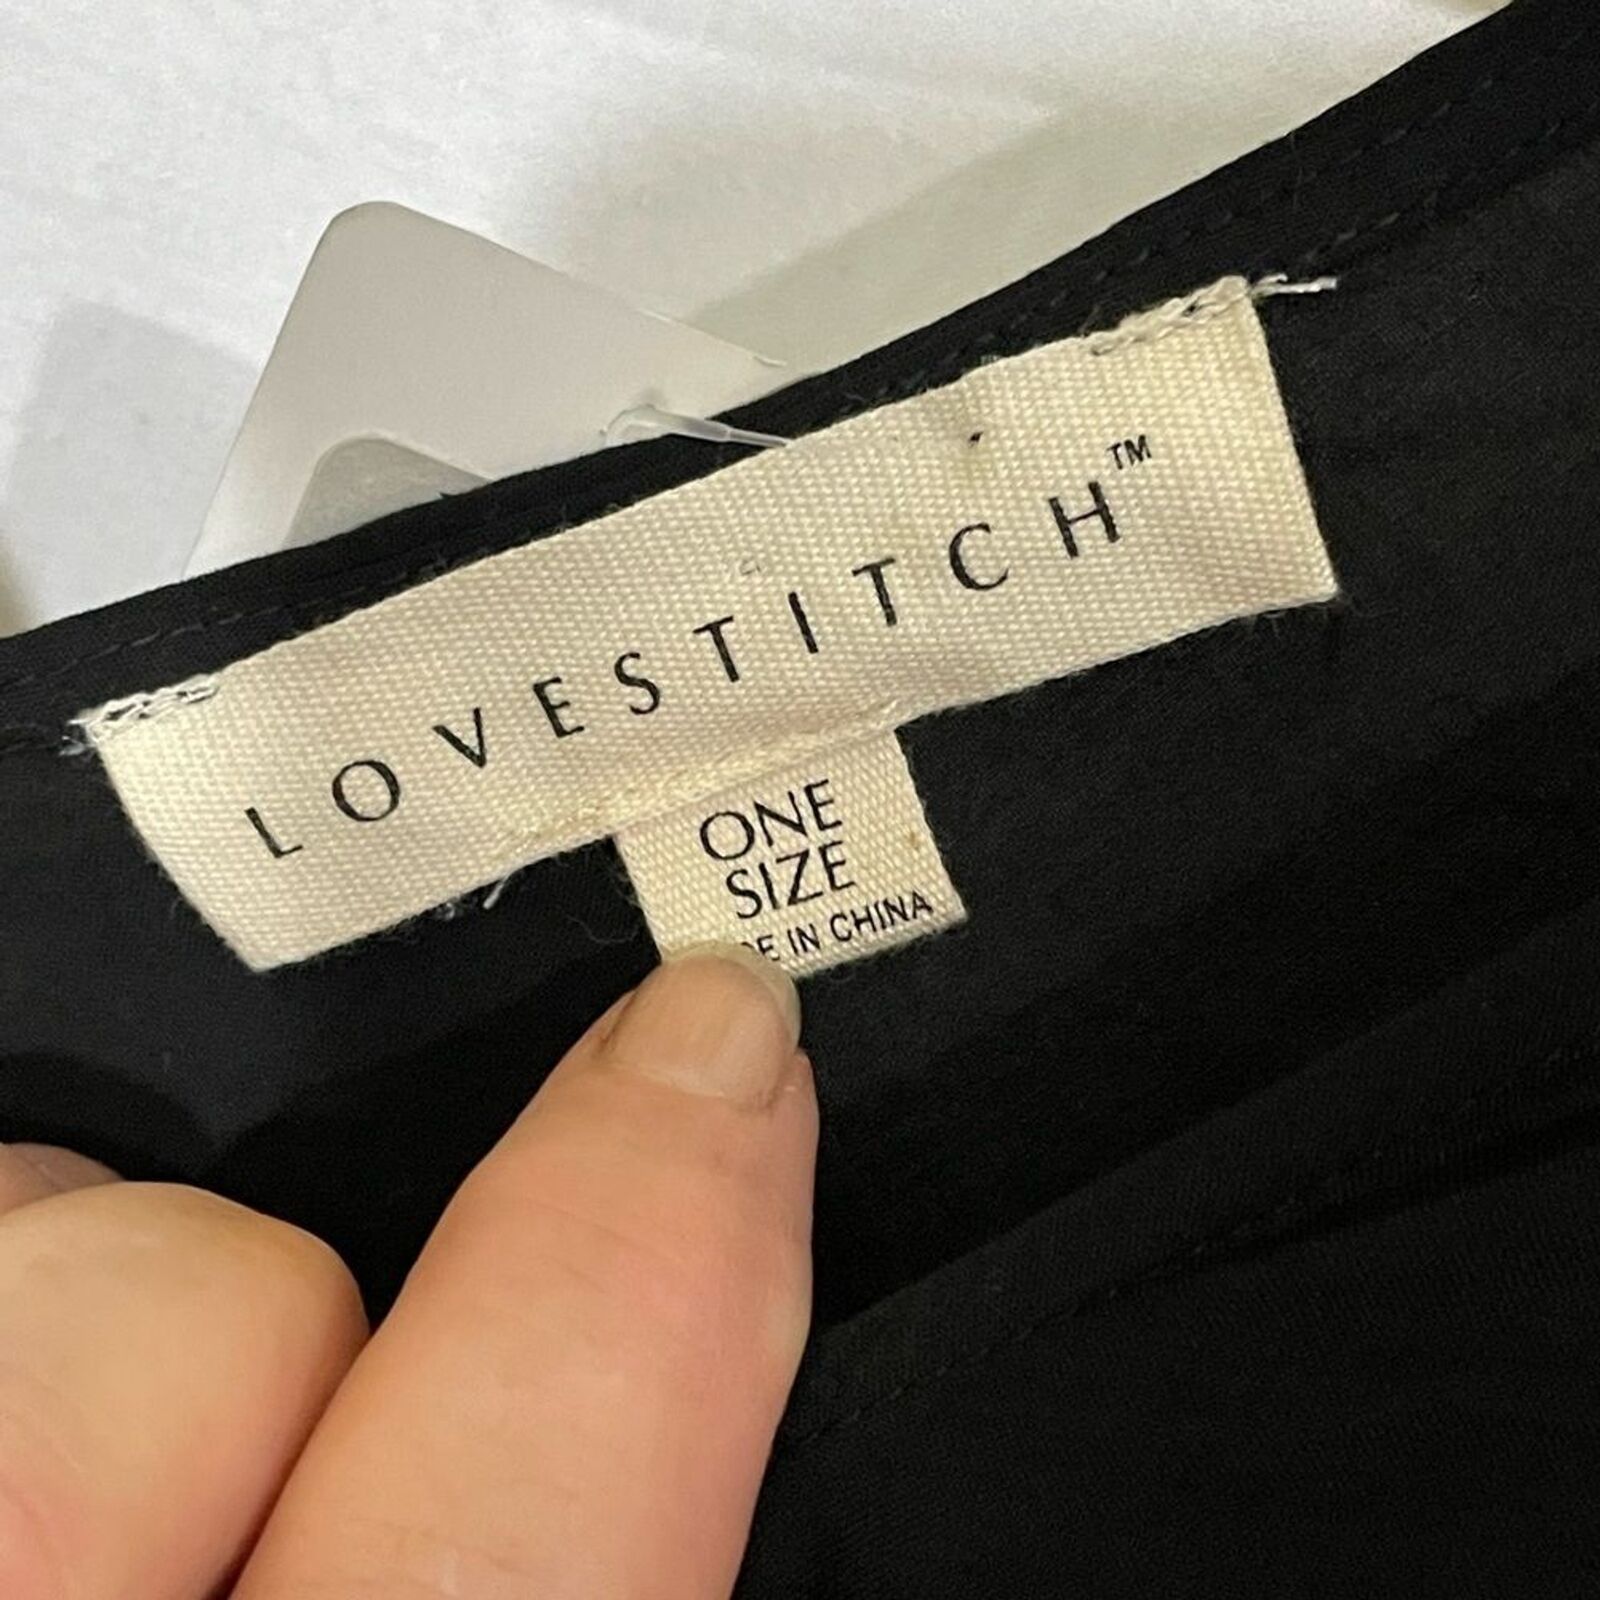 LOVESTITCH™
ONE
SIZE
IN CHINA